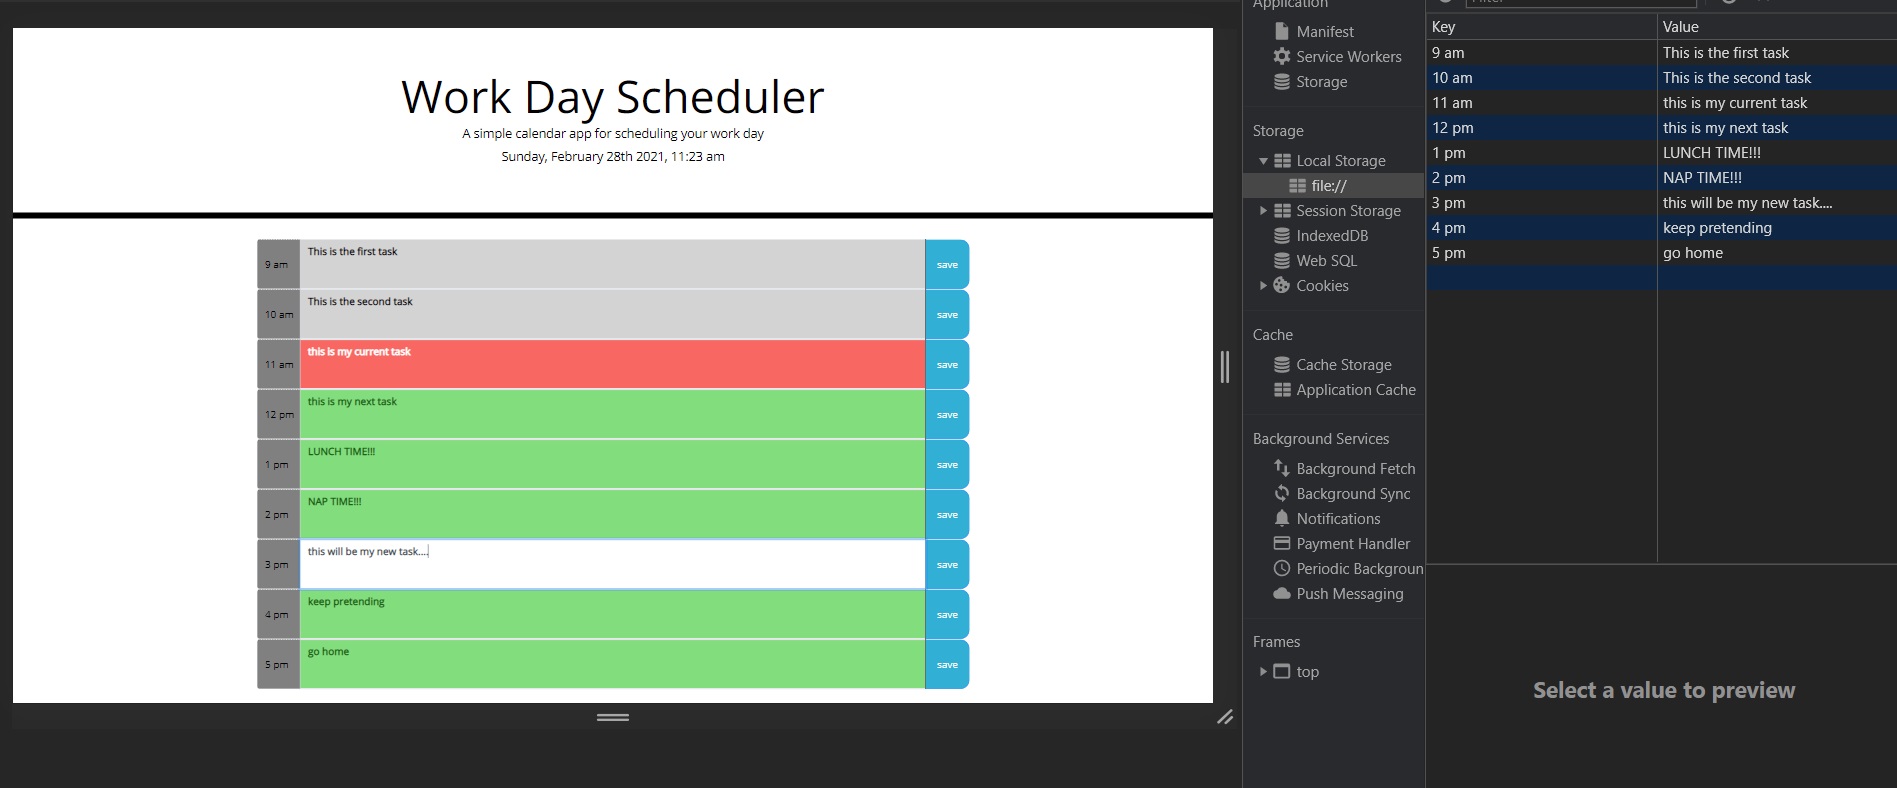 Work Day Scheduler
A simple calendar app for scheduling your work day
Sunday, February 28th 2021, 11:23 am
9 am This is the first task save
10 am This is the second task save
11 am this is my current task save
12 pm this is my next task save
1 pm LUNCH TIME!!! save
2 pm NAP TIME!!! save
3 pm this will be my new task.... save
4 pm keep pretending save
5 pm go home save
Application
Manifest
Service Workers
Storage
Storage
Local Storage
file://
Session Storage
IndexedDB
Web SQL
Cookies
Cache
Cache Storage
Application Cache
Background Services
Background Fetch
Background Sync
Notifications
Payment Handler
Periodic Backgroun
Push Messaging
Frames
top
Filter
Key Value
9 am This is the first task
10 am This is the second task
11 am this is my current task
12 pm this is my next task
1 pm LUNCH TIME!!!
2 pm NAP TIME!!!
3 pm this will be my new task....
4 pm keep pretending
5 pm go home
Select a value to preview